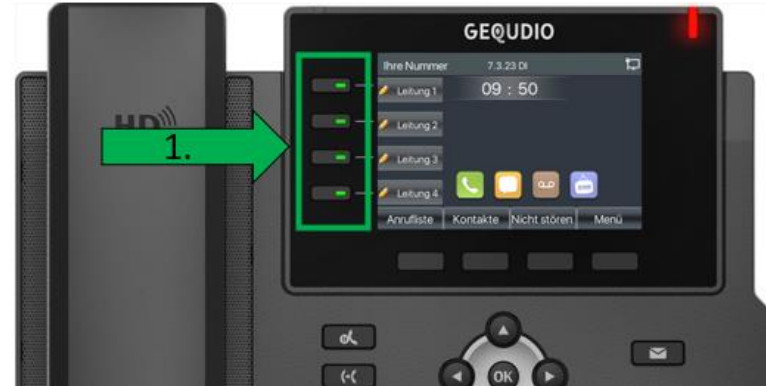 GEQUDIO
Ihre Nummer 7.3.23 DI
Leitung 1 09 : 50
HD
1.
Leitung 2
Leitung 3
Leitung 4
Anrufliste Kontakte Nicht stören Menü
OK